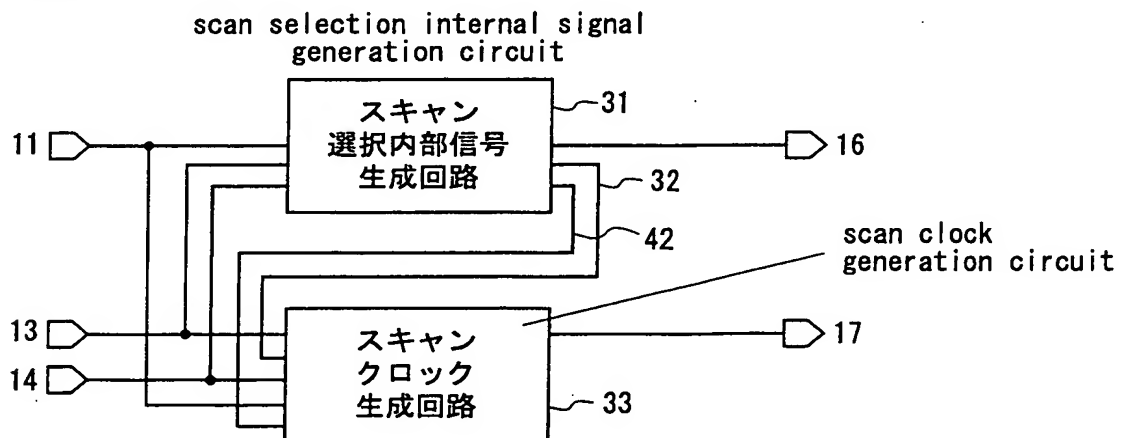 scan selection internal signal
generation circuit
スキャン
選択内部信号
生成回路
31
11
16
32
42
scan clock
generation circuit
13
スキャン
クロック
生成回路
17
14
33